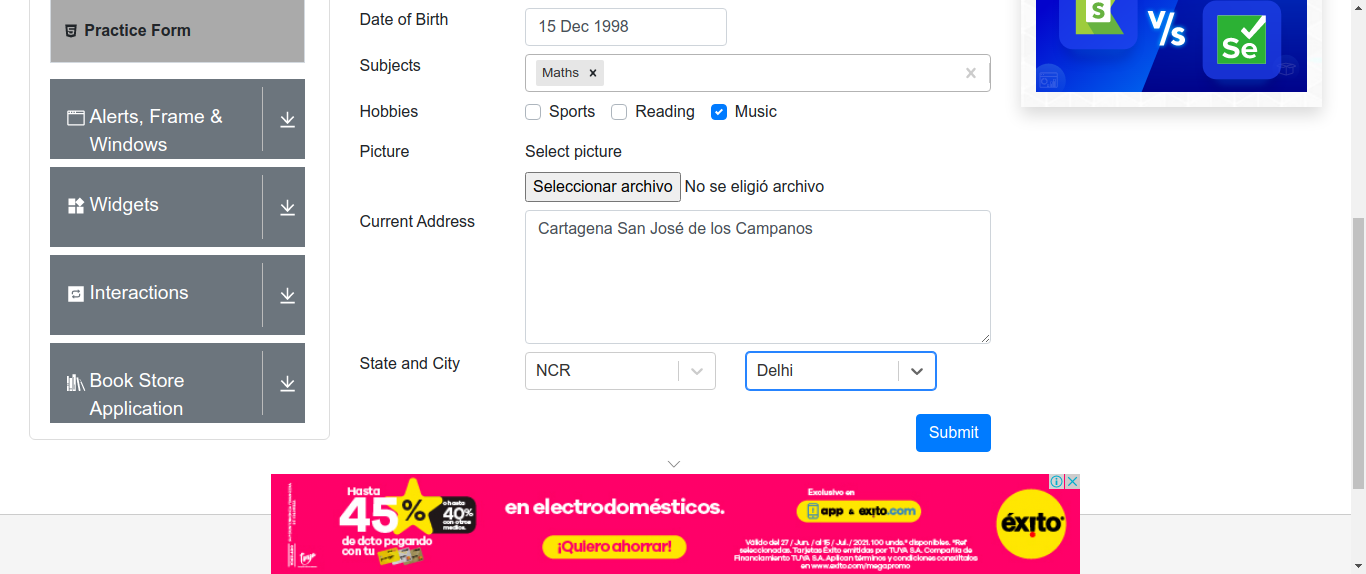 Practice Form
Alerts, Frame &
Windows
Widgets
Interactions
Book Store
Application
Date of Birth
15 Dec 1998
Subjects
Maths
Hobbies
Sports
Reading
Music
Picture
Select picture
Seleccionar archivo No se eligió archivo
Current Address
Cartagena San José de los Campanos
State and City
NCR
Delhi
Submit
S
V/s
Se
Hasta
45%
o hasta
40%
con otros
medios.
de dcto pagando
con tu
en electrodomésticos.
¡Quiero ahorrar!
Exclusivo en
app & exito.com
Válido del 27 / Jun. / al 15 / Jul. / 2021. 100 unds.* disponibles. *Ref
seleccionadas. Tarjetas Éxito emitidas por TUYA S.A. Compañía de
Financiamiento TUYA S.A. Aplican términos y condiciones consúltalos
en www.exito.com/megapromo
éxito